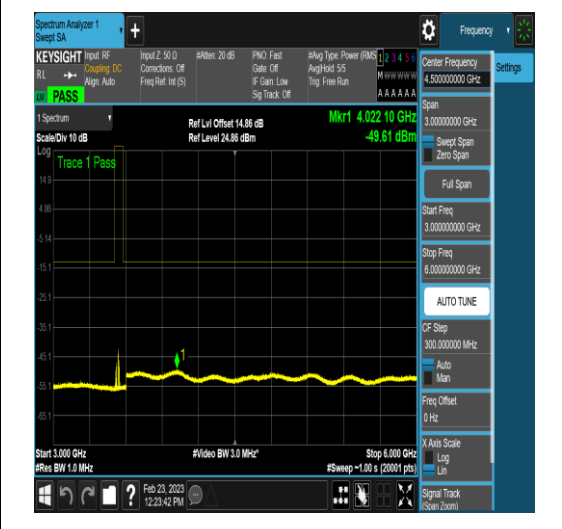 Spectrum Analyzer 1
Swept SA
Frequency
KEYSIGHT
RL
PASS
Input: RF
Coupling: DC
Align: Auto
Input Z: 50 Ω
Corrections: Off
Freq Ref: Int (S)
#Atten: 20 dB
PNO: Fast
Gate: Off
IF Gain: Low
Sig Track: Off
#Avg Type: Power (RMS
Avg|Hold: 5/5
Trig: Free Run
1 2 3 4 5 6
M W W W W W
A A A A A A
1 Spectrum
Scale/Div 10 dB
Ref Lvl Offset 14.86 dB
Ref Level 24.86 dBm
Mkr1 4.022 10 GHz
-49.61 dBm
Log
Trace 1 Pass
14.9
4.86
-5.14
-15.1
-25.1
-35.1
-45.1
-55.1
-65.1
1
Start 3.000 GHz
#Res BW 1.0 MHz
#Video BW 3.0 MHz*
Stop 6.000 GHz
#Sweep ~1.00 s (20001 pts)
Feb 23, 2023
12:23:42 PM
Center Frequency
4.500000000 GHz
Settings
Span
3.00000000 GHz
Swept Span
Zero Span
Full Span
Start Freq
3.000000000 GHz
Stop Freq
6.000000000 GHz
AUTO TUNE
CF Step
300.000000 MHz
Auto
Man
Freq Offset
0 Hz
X Axis Scale
Log
Lin
Signal Track
(Span Zoom)